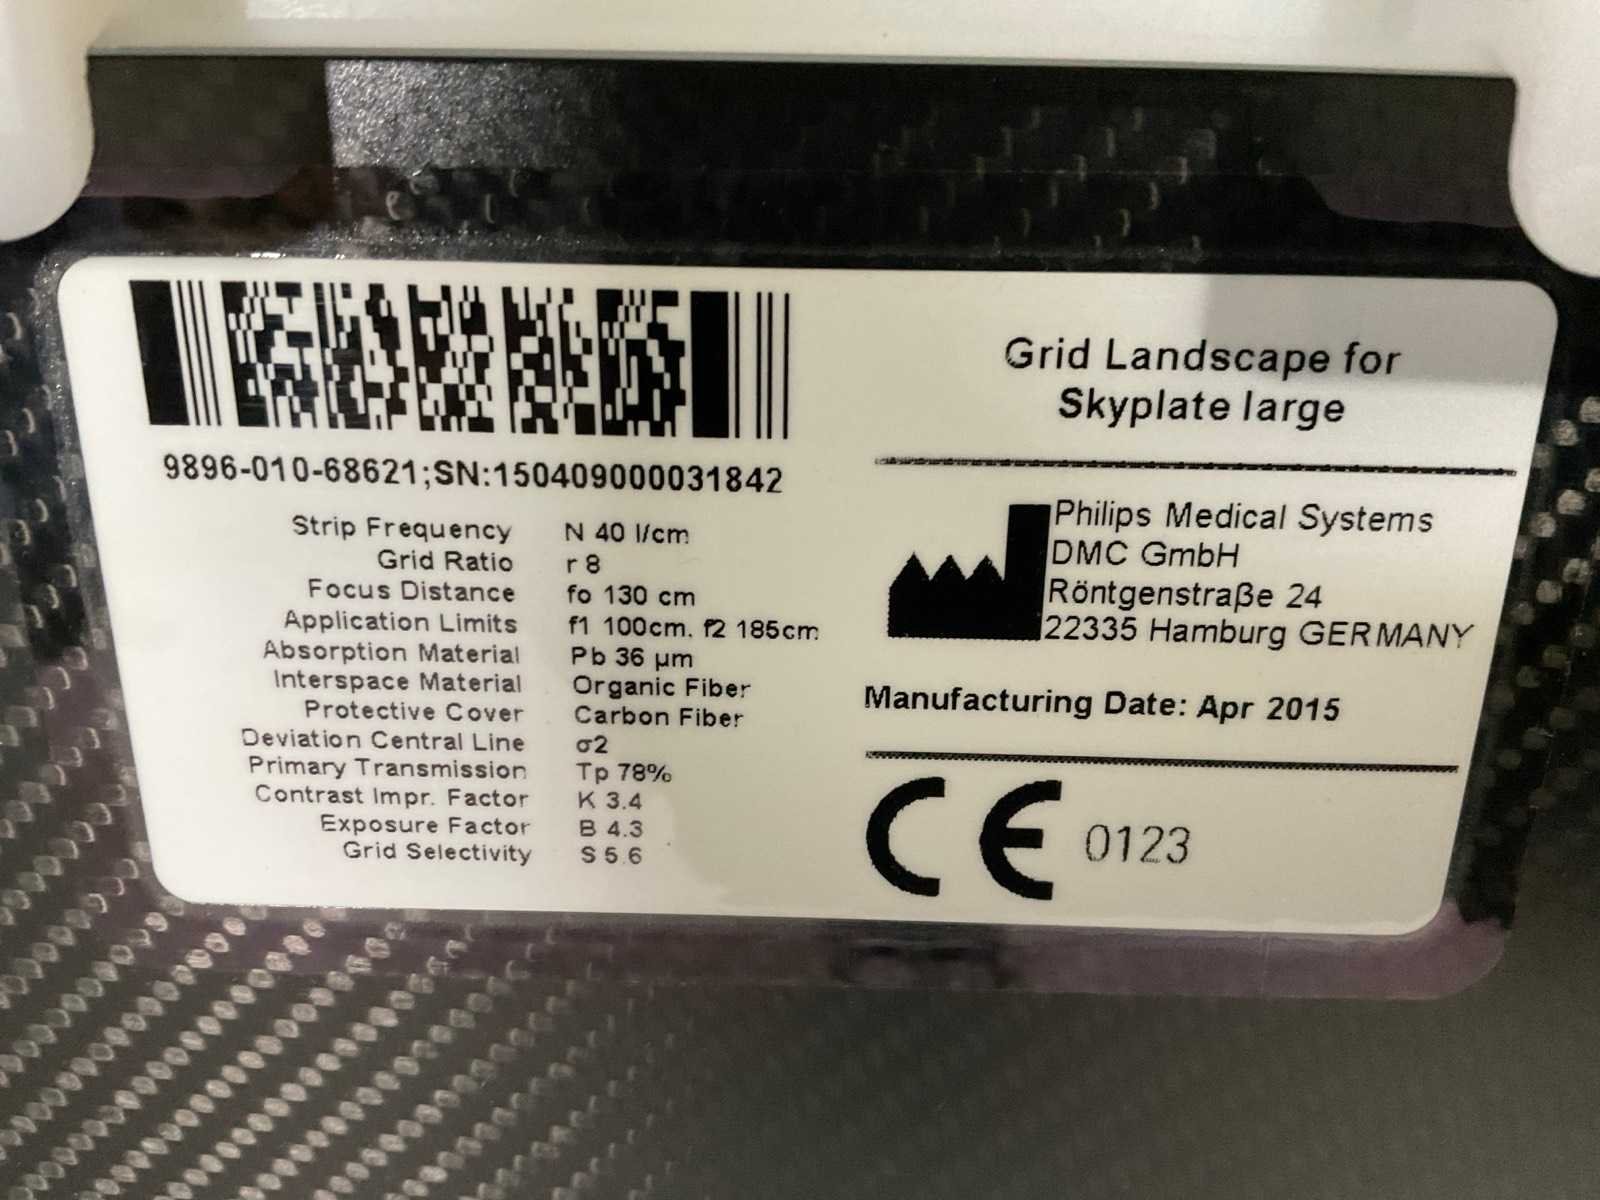 Grid Landscape for
Skyplate large
9896-010-68621;SN:150409000031842
Strip Frequency N 40 l/cm
Grid Ratio r 8
Focus Distance fo 130 cm
Application Limits f1 100cm. f2 185cm
Absorption Material Pb 36 µm
Interspace Material Organic Fiber
Protective Cover Carbon Fiber
Deviation Central Line σ2
Primary Transmission Tp 78%
Contrast Impr. Factor K 3.4
Exposure Factor B 4.3
Grid Selectivity S 5.6
Philips Medical Systems
DMC GmbH
Röntgenstraße 24
22335 Hamburg GERMANY
Manufacturing Date: Apr 2015
CE 0123